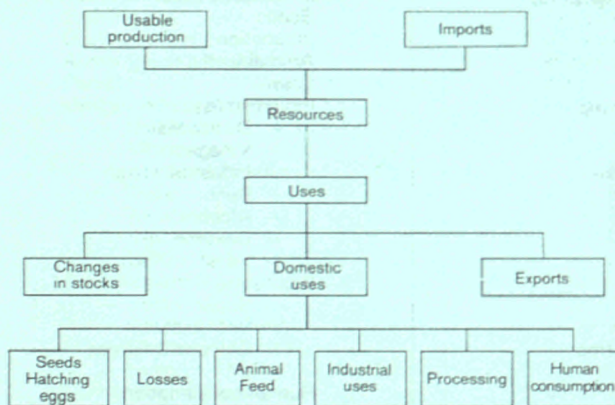 Usable
production
Imports
Resources
Uses
Changes
in stocks
Domestic
uses
Exports
Seeds
Hatching
eggs
Losses
Animal
Feed
Industrial
uses
Processing
Human
consumption